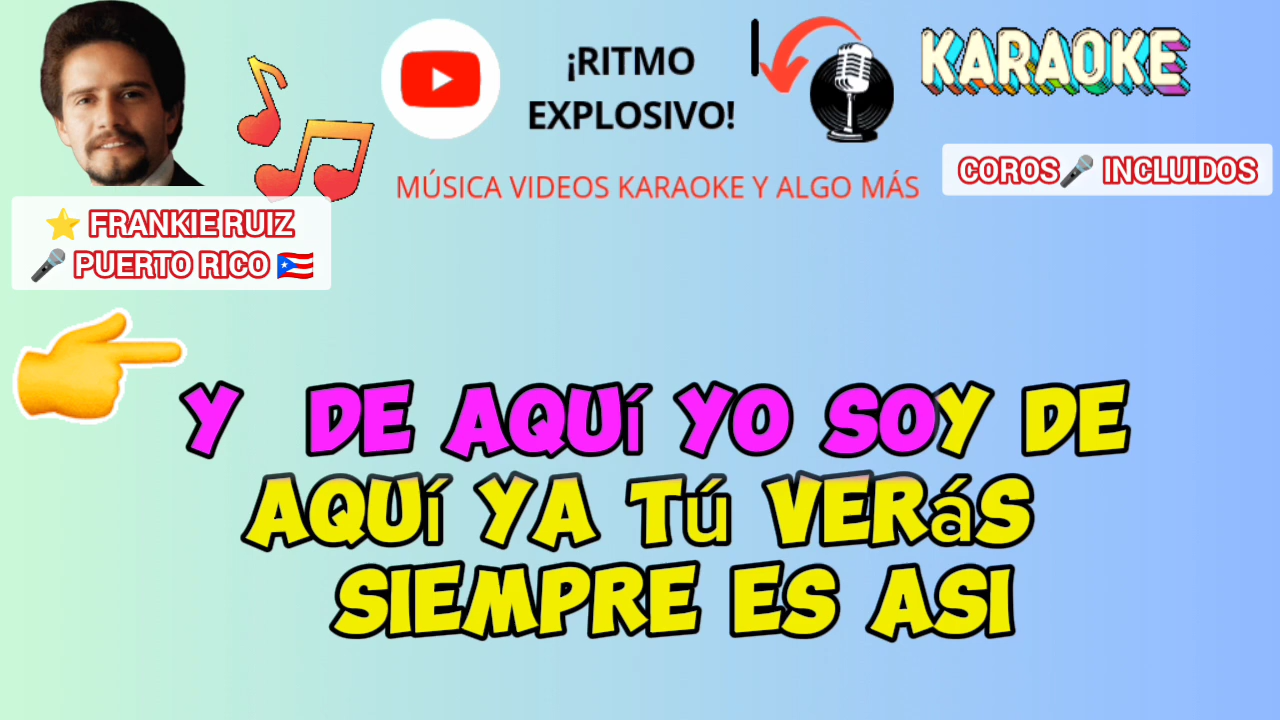 ¡RITMO
EXPLOSIVO!
KARAOKE
MÚSICA VIDEOS KARAOKE Y ALGO MÁS
COROS🎤 INCLUIDOS
⭐ FRANKIE RUIZ
🎤 PUERTO RICO 🇵🇷
Y DE AQUÍ YO SOY DE
AQUÍ YA TÚ VERÁS
SIEMPRE ES ASI